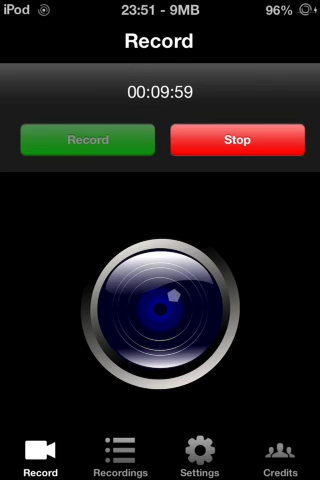 iPod 23:51 - 9MB 96%
Record
00:09:59
Record Stop
Record Recordings Settings Credits